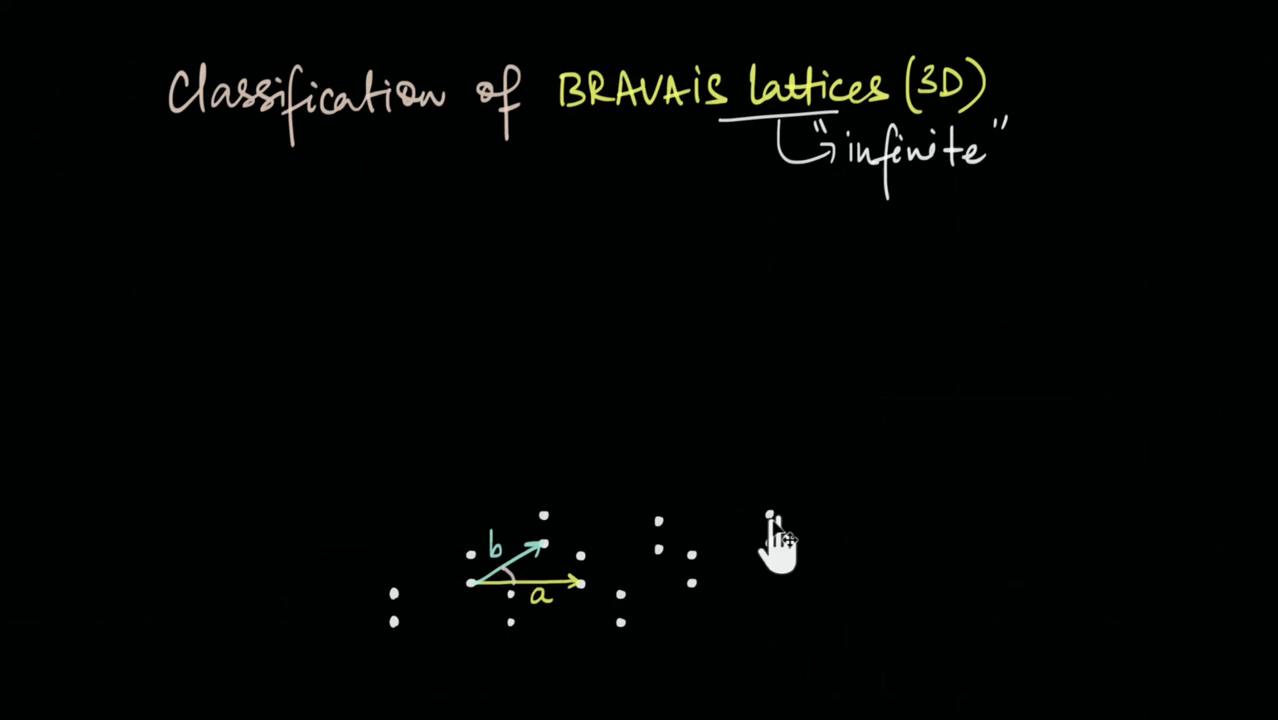 Classification of BRAVAiS lattices (3D)
"infinite"
b
a